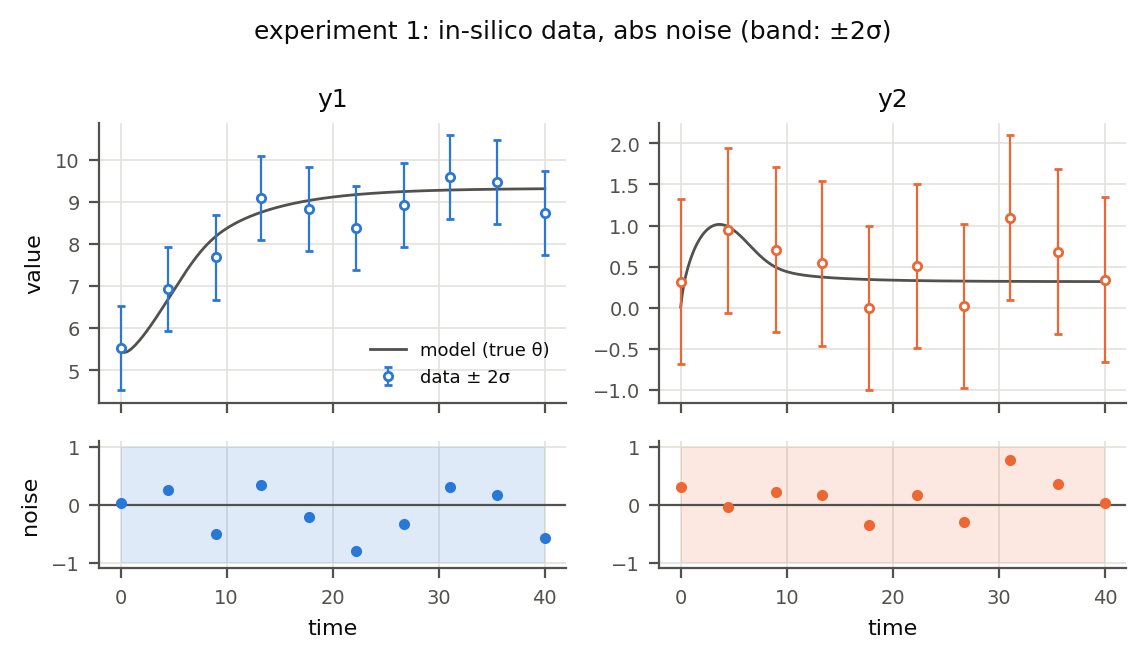 experiment 1: in-silico data, abs noise (band: ±2σ)
y1
y2
value
10
9
8
7
6
5
model (true θ)
data ± 2σ
2.0
1.5
1.0
0.5
0.0
−0.5
−1.0
noise
1
0
−1
1
0
−1
0 10 20 30 40
0 10 20 30 40
time
time